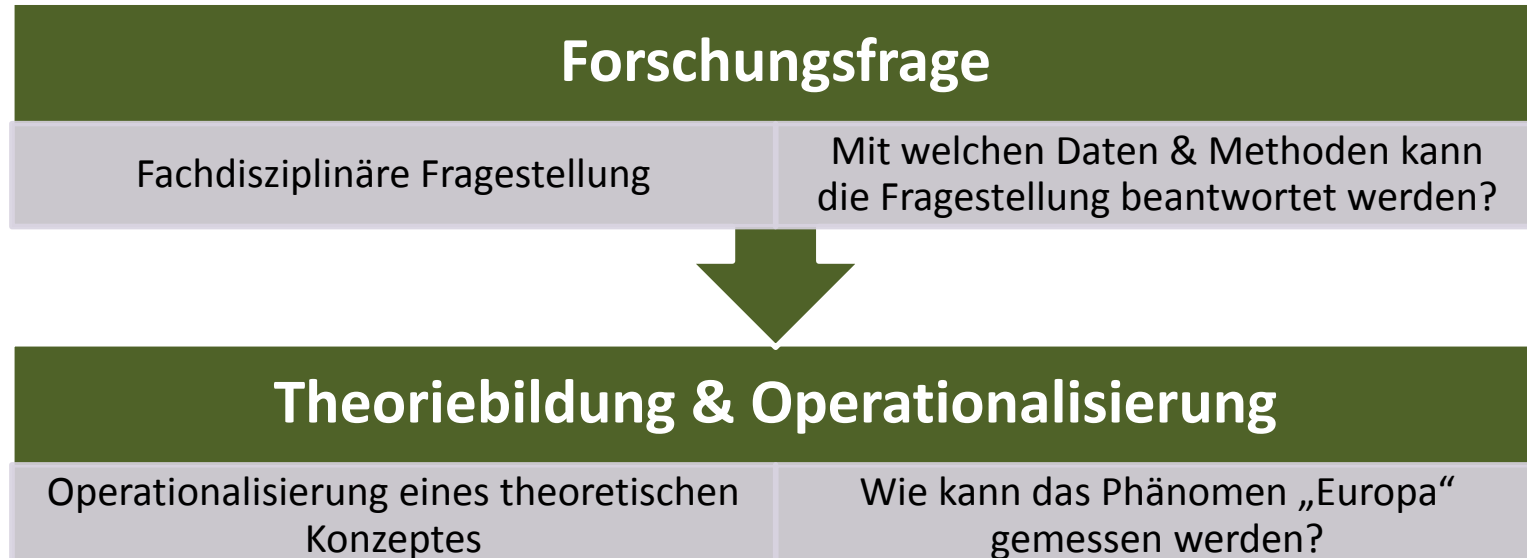 Forschungsfrage
Fachdisziplinäre Fragestellung
Mit welchen Daten & Methoden kann
die Fragestellung beantwortet werden?
Theoriebildung & Operationalisierung
Operationalisierung eines theoretischen
Konzeptes
Wie kann das Phänomen „Europa“
gemessen werden?